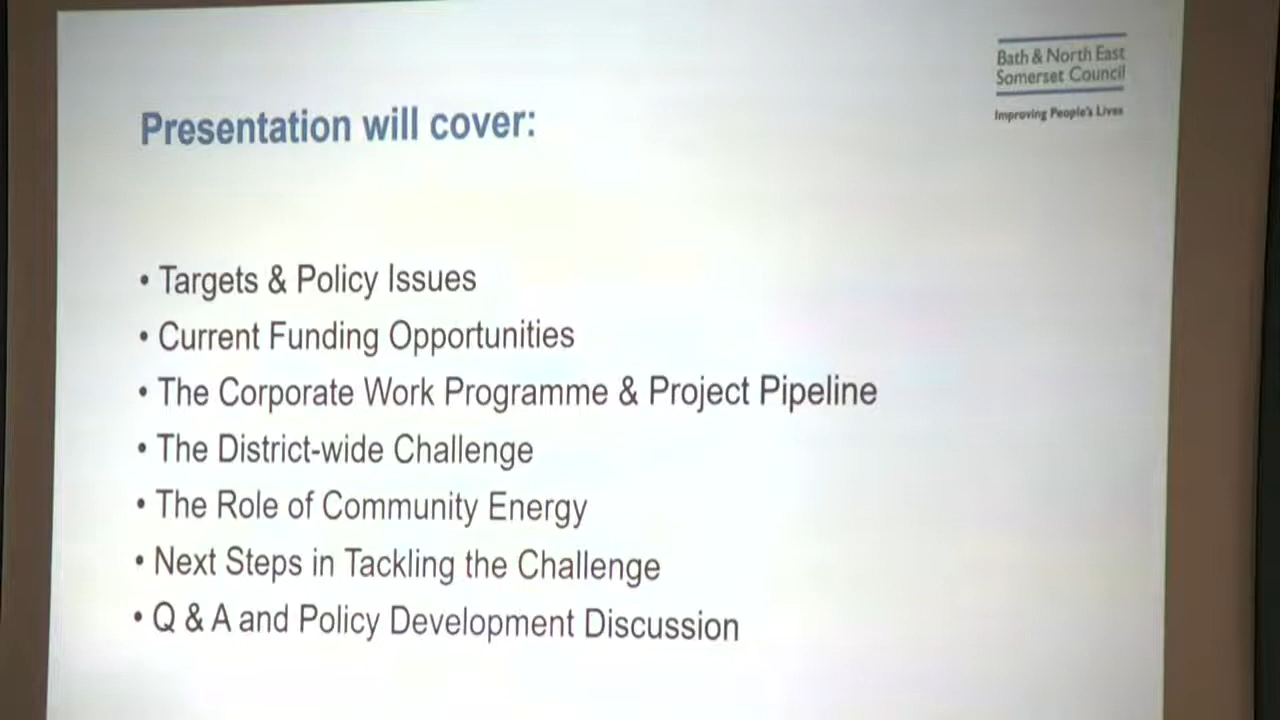 Bath & North East
Somerset Council
Improving People's Lives
Presentation will cover:
• Targets & Policy Issues
• Current Funding Opportunities
• The Corporate Work Programme & Project Pipeline
• The District-wide Challenge
• The Role of Community Energy
• Next Steps in Tackling the Challenge
• Q & A and Policy Development Discussion